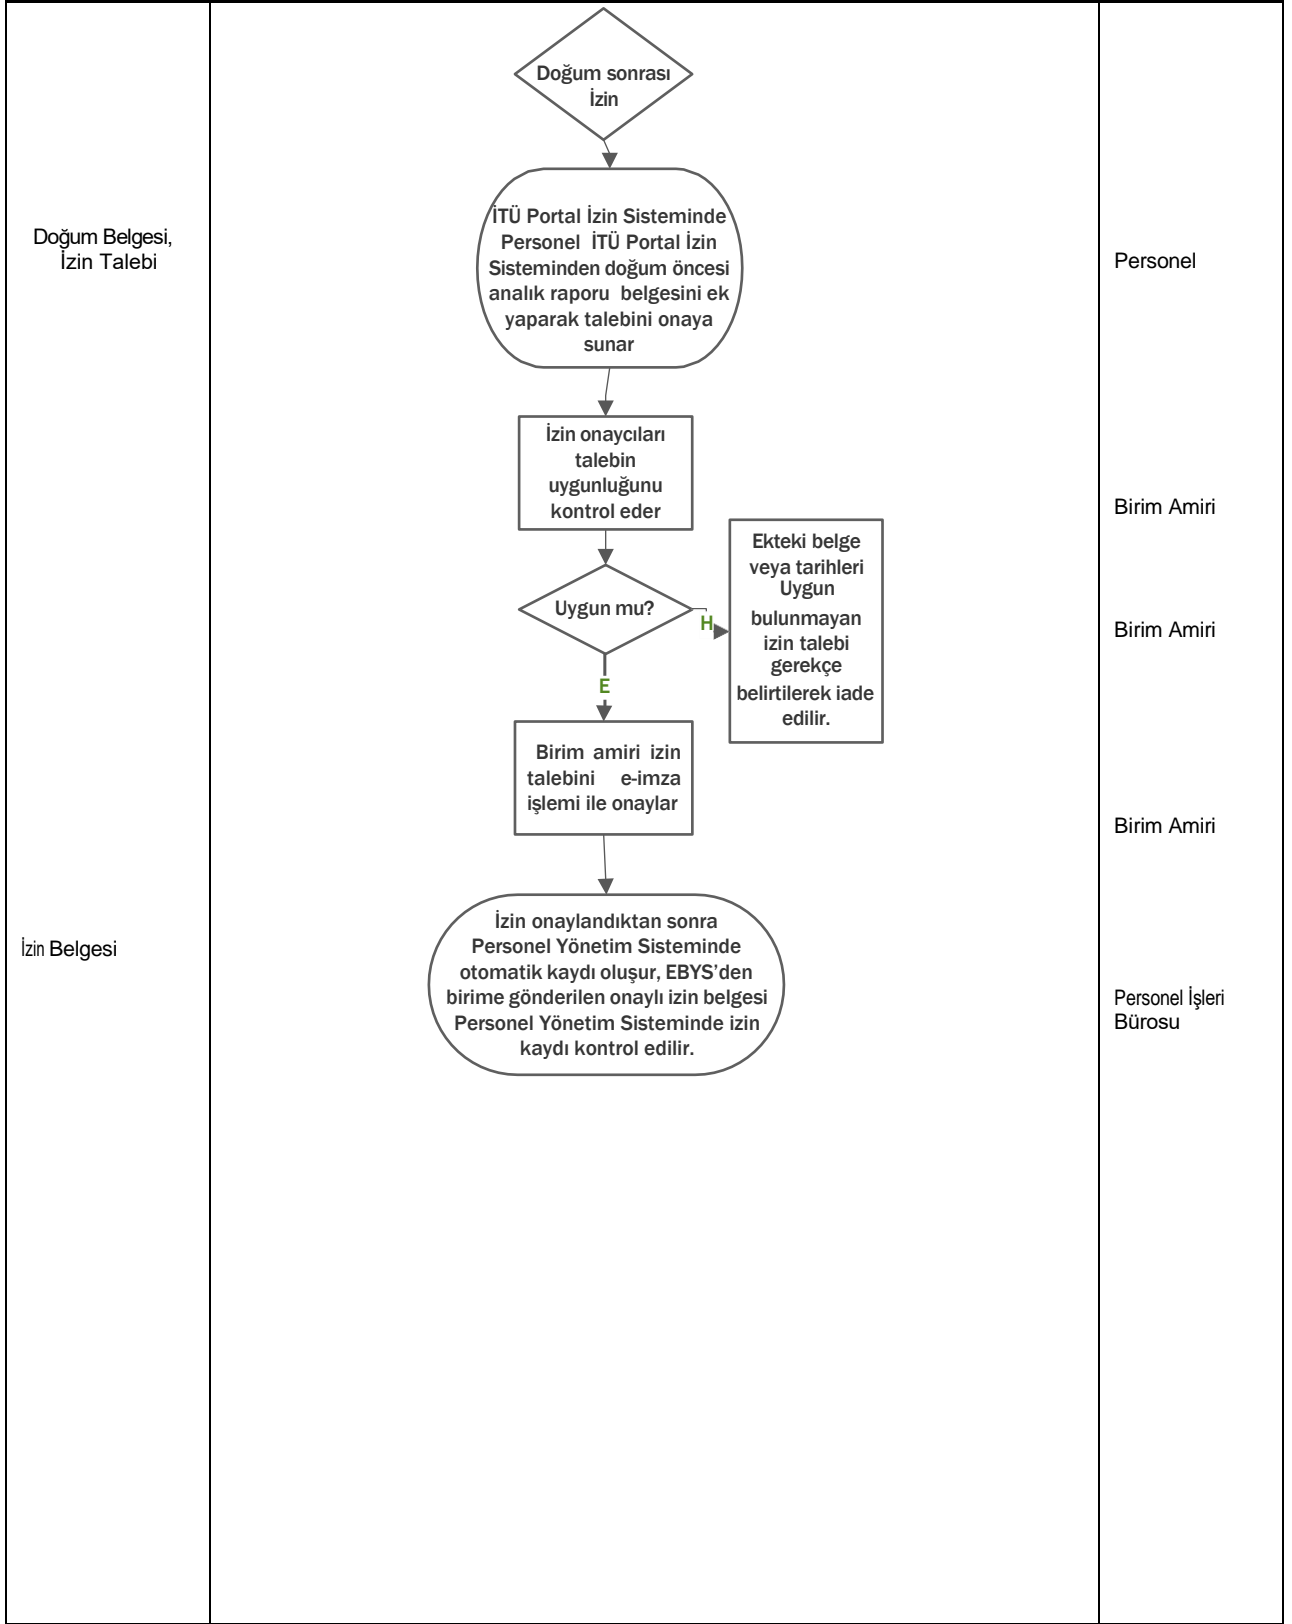 Doğum sonrası
İzin
Doğum Belgesi,
İzin Talebi
İTÜ Portal İzin Sisteminde
Personel İTÜ Portal İzin
Sisteminden doğum öncesi
analık raporu belgesini ek
yaparak talebini onaya
sunar
Personel
İzin onaycıları
talebin
uygunluğunu
kontrol eder
Birim Amiri
Uygun mu?
H
Ekteki belge
veya tarihleri
Uygun
bulunmayan
izin talebi
gerekçe
belirtilerek iade
edilir.
Birim Amiri
E
Birim amiri izin
talebini e-imza
işlemi ile onaylar
Birim Amiri
İzin Belgesi
İzin onaylandıktan sonra
Personel Yönetim Sisteminde
otomatik kaydı oluşur, EBYS’den
birime gönderilen onaylı izin belgesi
Personel Yönetim Sisteminde izin
kaydı kontrol edilir.
Personel İşleri
Bürosu